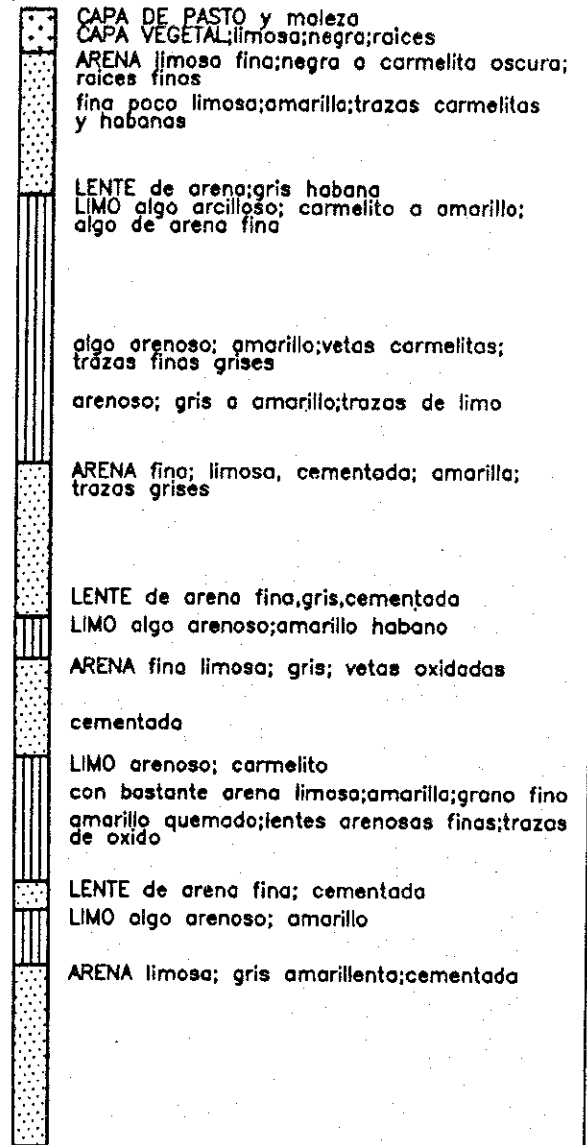 CAPA DE PASTO y maleza
CAPA VEGETAL;limosa;negra;raices
ARENA limosa fina;negra a carmelita oscura;
raices finas
fina poco limosa;amarilla;trazas carmelitas
y habanas
LENTE de arena;gris habana
LIMO algo arcilloso; carmelito a amarillo;
algo de arena fina
algo arenoso; amarillo;vetas carmelitas;
trazas finas grises
arenoso; gris a amarillo;trazas de limo
ARENA fina; limosa, cementada; amarilla;
trazas grises
LENTE de arena fina,gris,cementada
LIMO algo arenoso;amarillo habano
ARENA fina limosa; gris; vetas oxidadas
cementada
LIMO arenoso; carmelito
con bastante arena limosa;amarilla;grano fino
amarillo quemado;lentes arenosas finas;trazas
de oxido
LENTE de arena fina; cementada
LIMO algo arenoso; amarillo
ARENA limosa; gris amarillenta;cementada